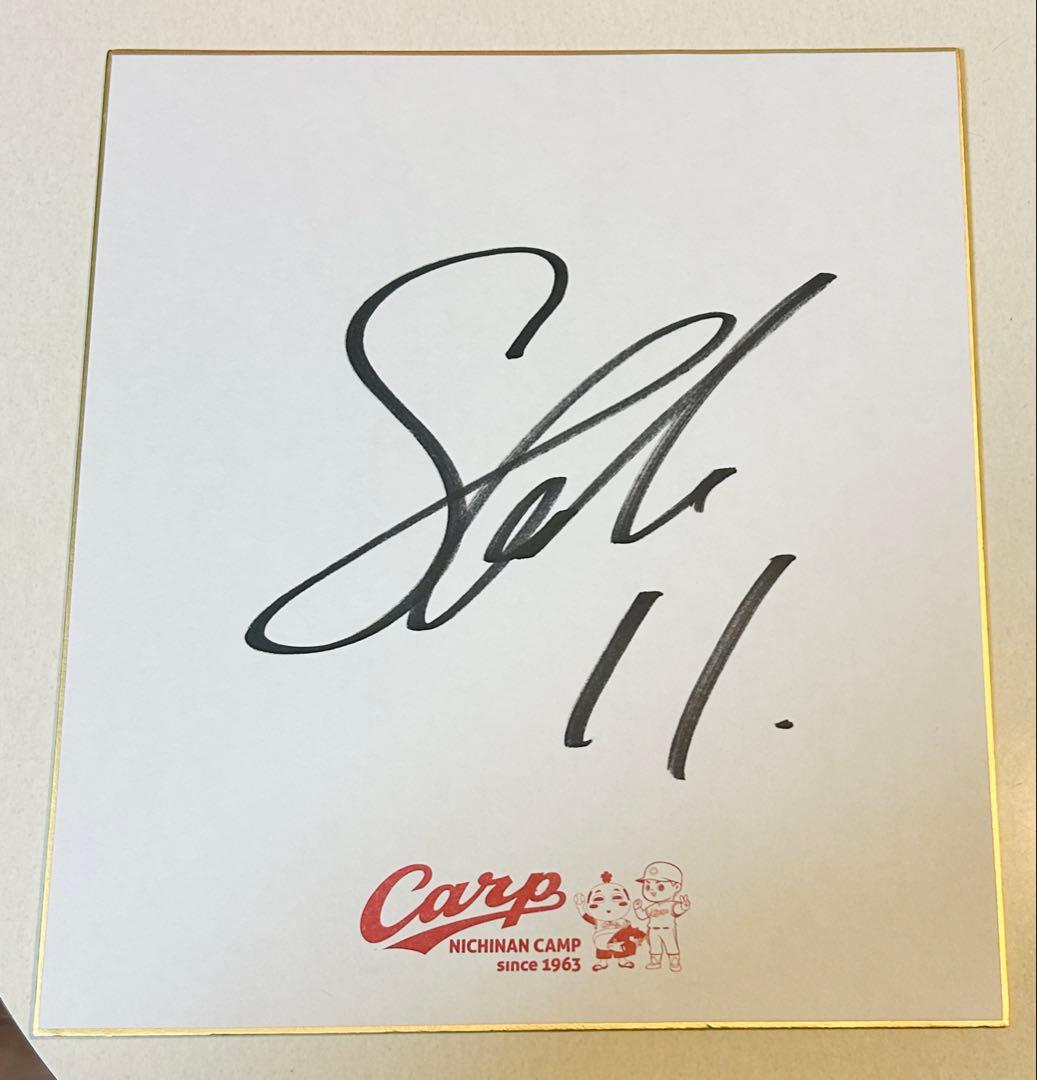 11.
Carp
NICHINAN CAMP
since 1963